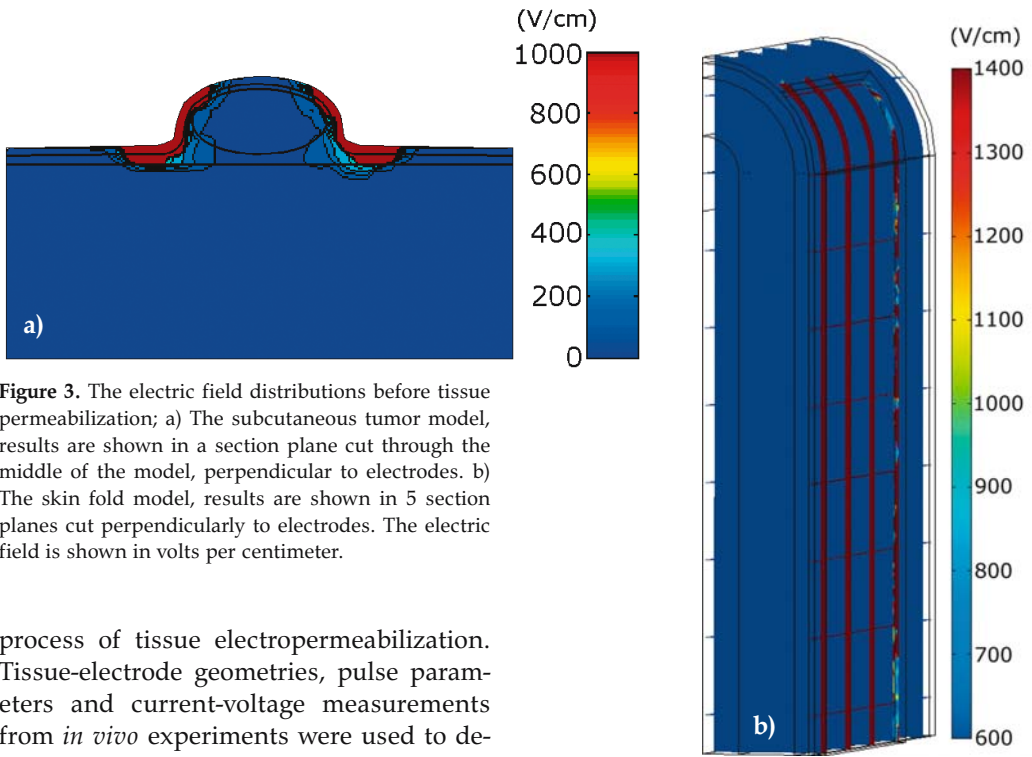 (V/cm)
1000
800
600
400
200
0
a)
(V/cm)
1400
1300
1200
1100
1000
900
800
700
600
b)
Figure 3. The electric field distributions before tissue
permeabilization; a) The subcutaneous tumor model,
results are shown in a section plane cut through the
middle of the model, perpendicular to electrodes. b)
The skin fold model, results are shown in 5 section
planes cut perpendicularly to electrodes. The electric
field is shown in volts per centimeter.
process of tissue electropermeabilization.
Tissue-electrode geometries, pulse param-
eters and current-voltage measurements
from in vivo experiments were used to de-